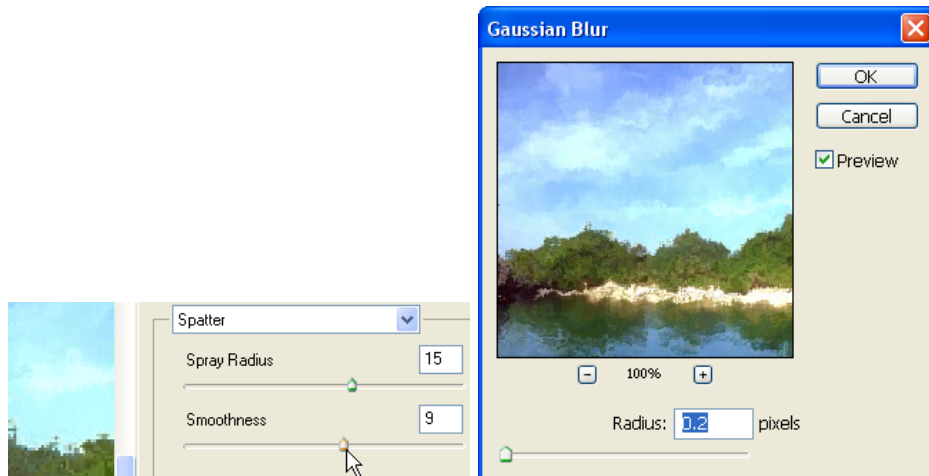 Spatter
Spray Radius 15
Smoothness 9
Gaussian Blur
OK
Cancel
Preview
100%
Radius: 0.2 pixels